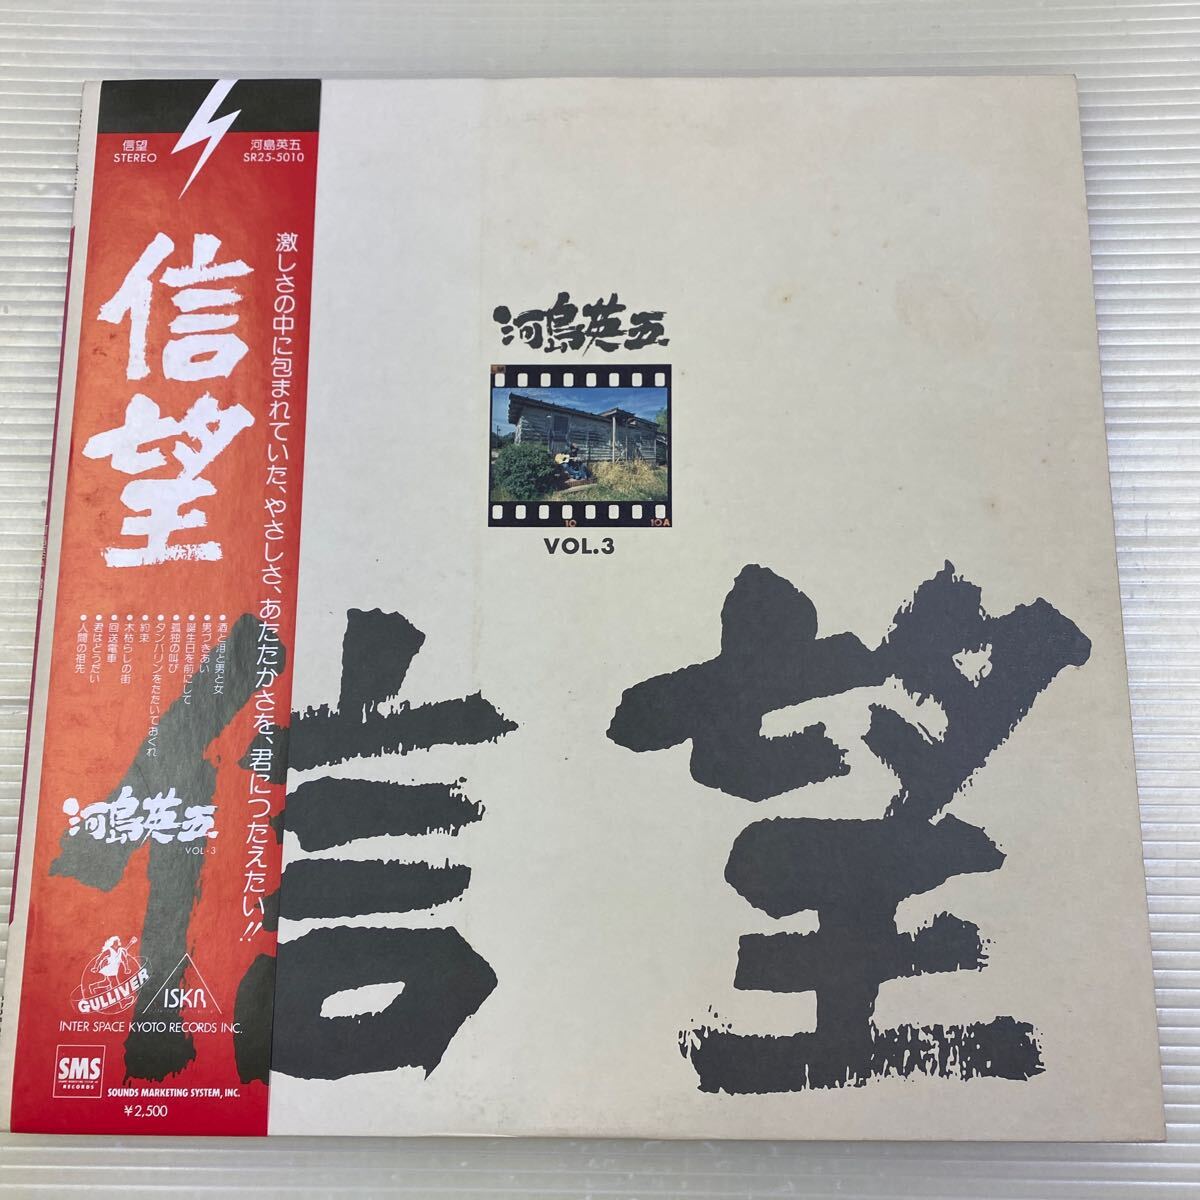 信望
STEREO
河島英五
SR25-5010
信望
激しさの中に包まれていた、やさしさ、あたたかさを、君につたえたい!!
●酒と泪と男と女
●男づきあい
●誕生日を前にして
●孤独の叫び
●タンバリンをたたいておくれ
●約束
●木枯らしの街
●回送電車
●君はどうだい
●人間の祖先
河島英五
VOL-3
GULLIVER
ISKR
INTER SPACE KYOTO RECORDS INC.
SMS
RECORDS
SOUNDS MARKETING SYSTEM, INC.
¥2,500
河島英五
10
10A
VOL.3
信望